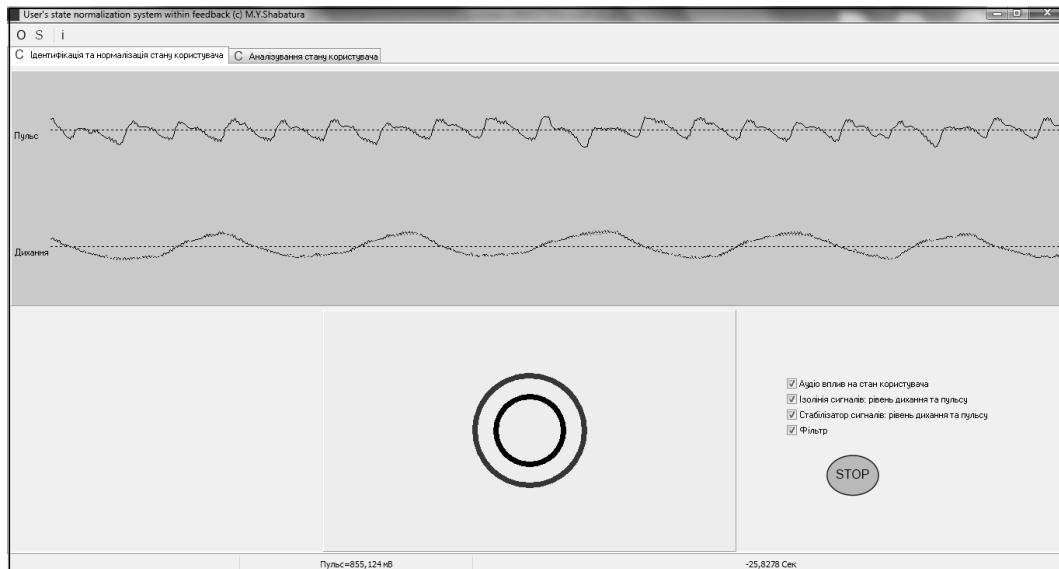 User's state normalization system within feedback (c) M.Y.Shabatura
O S i
C Ідентифікація та нормалізація стану користувача C Аналізування стану користувача
Пульс
Дихання
Аудіо вплив на стан користувача
Ізолінія сигналів: рівень дихання та пульсу
Стабілізатор сигналів: рівень дихання та пульсу
Фільтр
STOP
Пульс=855,124 мВ -25,8278 Сек